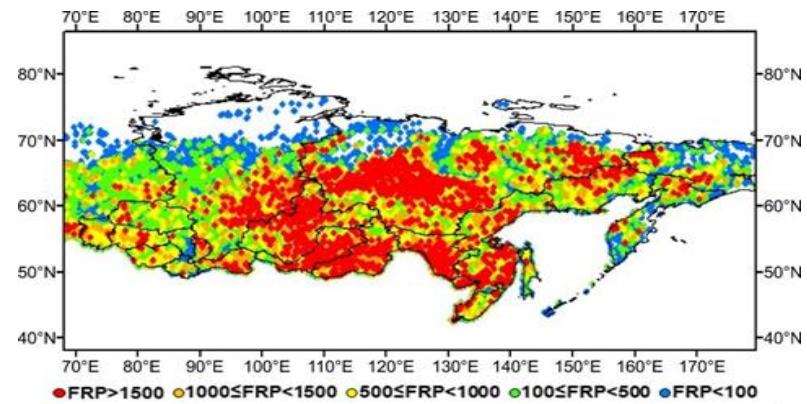 70°E 80°E 90°E 100°E 110°E 120°E 130°E 140°E 150°E 160°E 170°E
80°N 80°N
70°N 70°N
60°N 60°N
50°N 50°N
40°N 40°N
70°E 80°E 90°E 100°E 110°E 120°E 130°E 140°E 150°E 160°E 170°E
FRP>1500 1000≤FRP<1500 500≤FRP<1000 100≤FRP<500 FRP<100